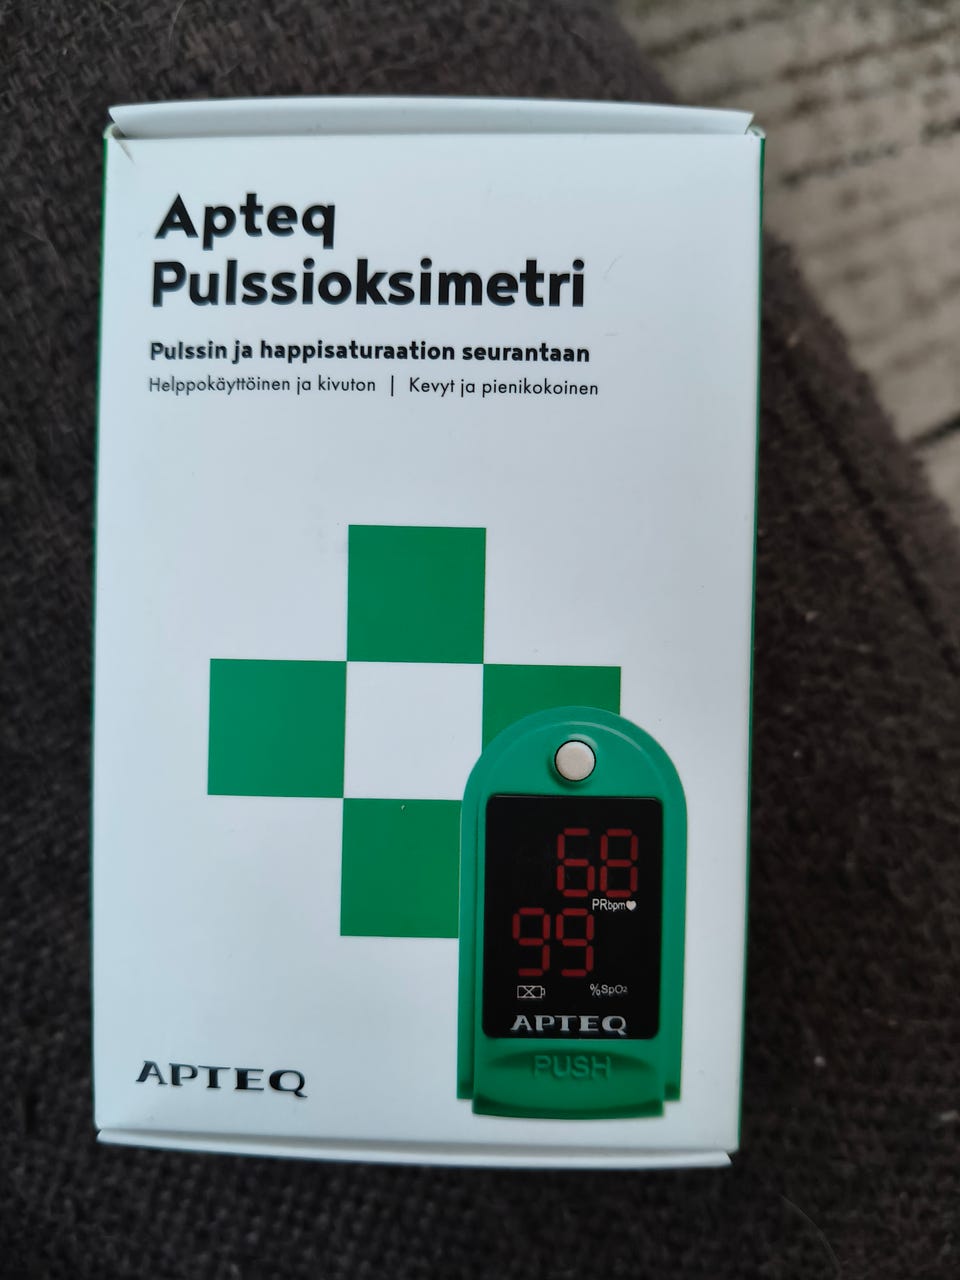 Apteq
Pulssioksimetri
Pulssin ja happisaturaation seurantaan
Helppokäyttöinen ja kivuton | Kevyt ja pienikokoinen
68
PRbpm♥
99
%SpO₂
APTEQ
PUSH
APTEQ